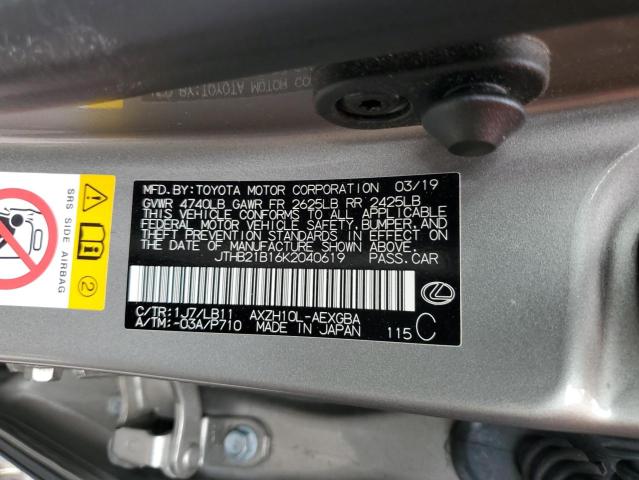 MFD. BY: TOYOTA MOTOR CORPORATION 03/19
GVWR 4740LB GAWR FR 2625LB RR 2425LB
THIS VEHICLE CONFORMS TO ALL APPLICABLE
FEDERAL MOTOR VEHICLE SAFETY, BUMPER, AND
THEFT PREVENTION STANDARDS IN EFFECT ON
THE DATE OF MANUFACTURE SHOWN ABOVE.
JTHB21B16K2040619 PASS. CAR
C/TR: 1J7/LB11 AXZH10L-AEXGBA
A/TM: -03A/P710 MADE IN JAPAN 115 C
SRS SIDE AIRBAG
2